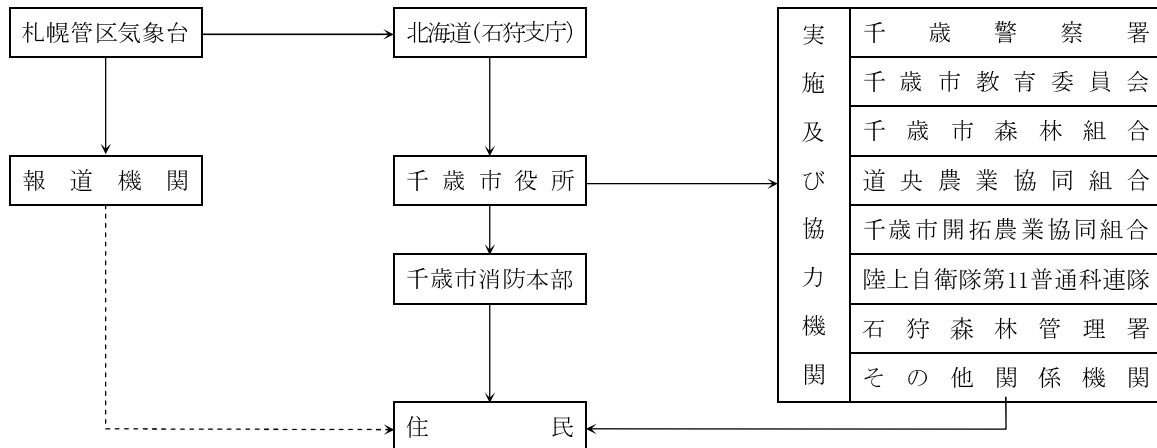 札幌管区気象台
北海道(石狩支庁)
報道機関
千歳市役所
千歳市消防本部
住民
実施及び協力機関
千歳警察署
千歳市教育委員会
千歳市森林組合
道央農業協同組合
千歳市開拓農業協同組合
陸上自衛隊第11普通科連隊
石狩森林管理署
その他関係機関